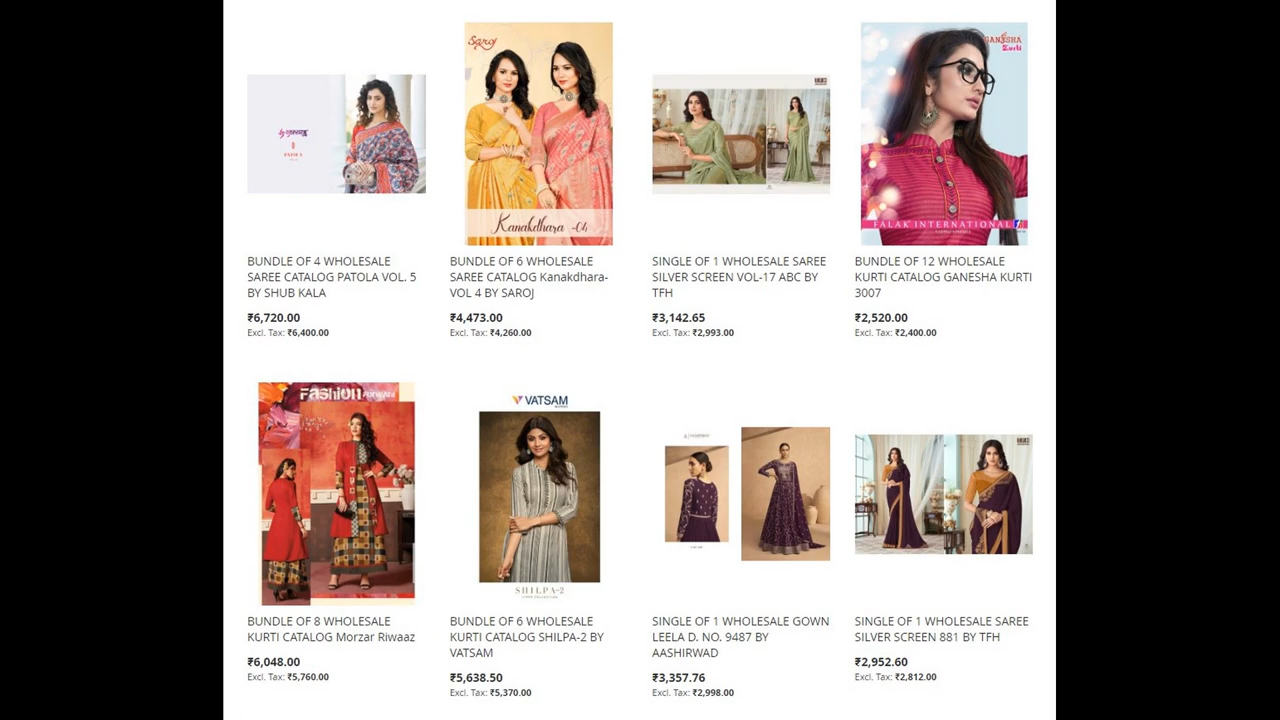 Saroj
GANESHA
Kurti
PATOLA
Kanakdhara -04
FALAK INTERNATIONAL
BUNDLE OF 4 WHOLESALE
SAREE CATALOG PATOLA VOL. 5
BY SHUB KALA
₹6,720.00
Excl. Tax: ₹6,400.00
BUNDLE OF 6 WHOLESALE
SAREE CATALOG Kanakdhara-
VOL 4 BY SAROJ
₹4,473.00
Excl. Tax: ₹4,260.00
SINGLE OF 1 WHOLESALE SAREE
SILVER SCREEN VOL-17 ABC BY
TFH
₹3,142.65
Excl. Tax: ₹2,993.00
BUNDLE OF 12 WHOLESALE
KURTI CATALOG GANESHA KURTI
3007
₹2,520.00
Excl. Tax: ₹2,400.00
Fashion
VATSAM
SHILPA-2
BUNDLE OF 8 WHOLESALE
KURTI CATALOG Morzar Riwaaz
₹6,048.00
Excl. Tax: ₹5,760.00
BUNDLE OF 6 WHOLESALE
KURTI CATALOG SHILPA-2 BY
VATSAM
₹5,638.50
Excl. Tax: ₹5,370.00
SINGLE OF 1 WHOLESALE GOWN
LEELA D. NO. 9487 BY
AASHIRWAD
₹3,357.76
Excl. Tax: ₹2,998.00
SINGLE OF 1 WHOLESALE SAREE
SILVER SCREEN 881 BY TFH
₹2,952.60
Excl. Tax: ₹2,812.00